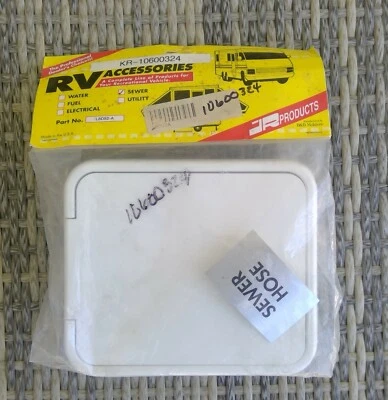 KR-10600324
RV ACCESSORIES
A Complete Line of Products for
Your Recreational Vehicle.
WATER
SEWER
FUEL
UTILITY
ELECTRICAL
Part No.
10600324
JR PRODUCTS
10600324
SEWER
HOSE